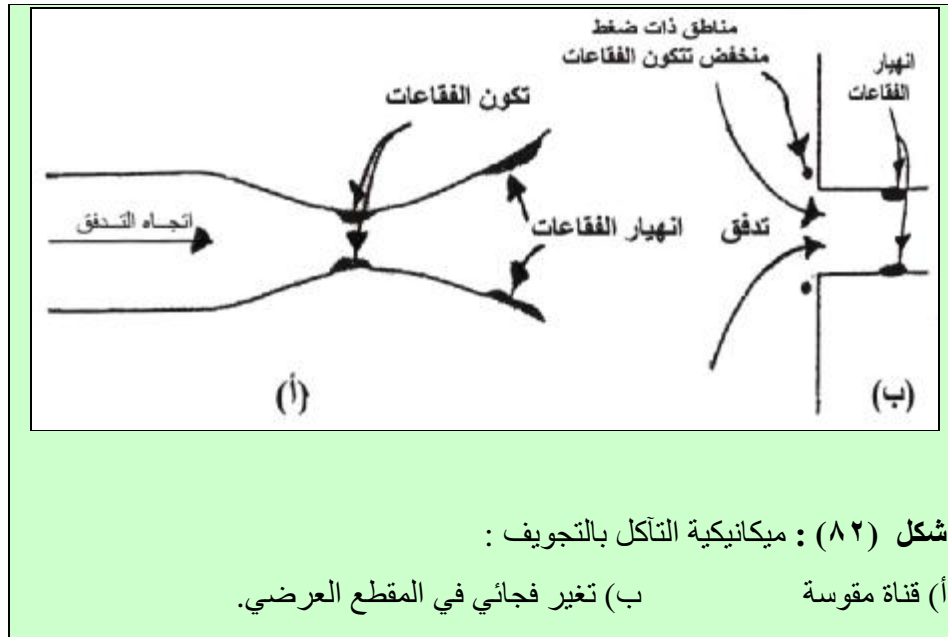 مناطق ذات ضغط
منخفض تتكون الفقاعات
انهيار
الفقاعات
تكون الفقاعات
اتجاه التدفق
انهيار الفقاعات
تدفق
(أ)
(ب)
شكل (٨٢) : ميكانيكية التآكل بالتجويف :
أ) قناة مقوسة ب) تغير فجائي في المقطع العرضي.